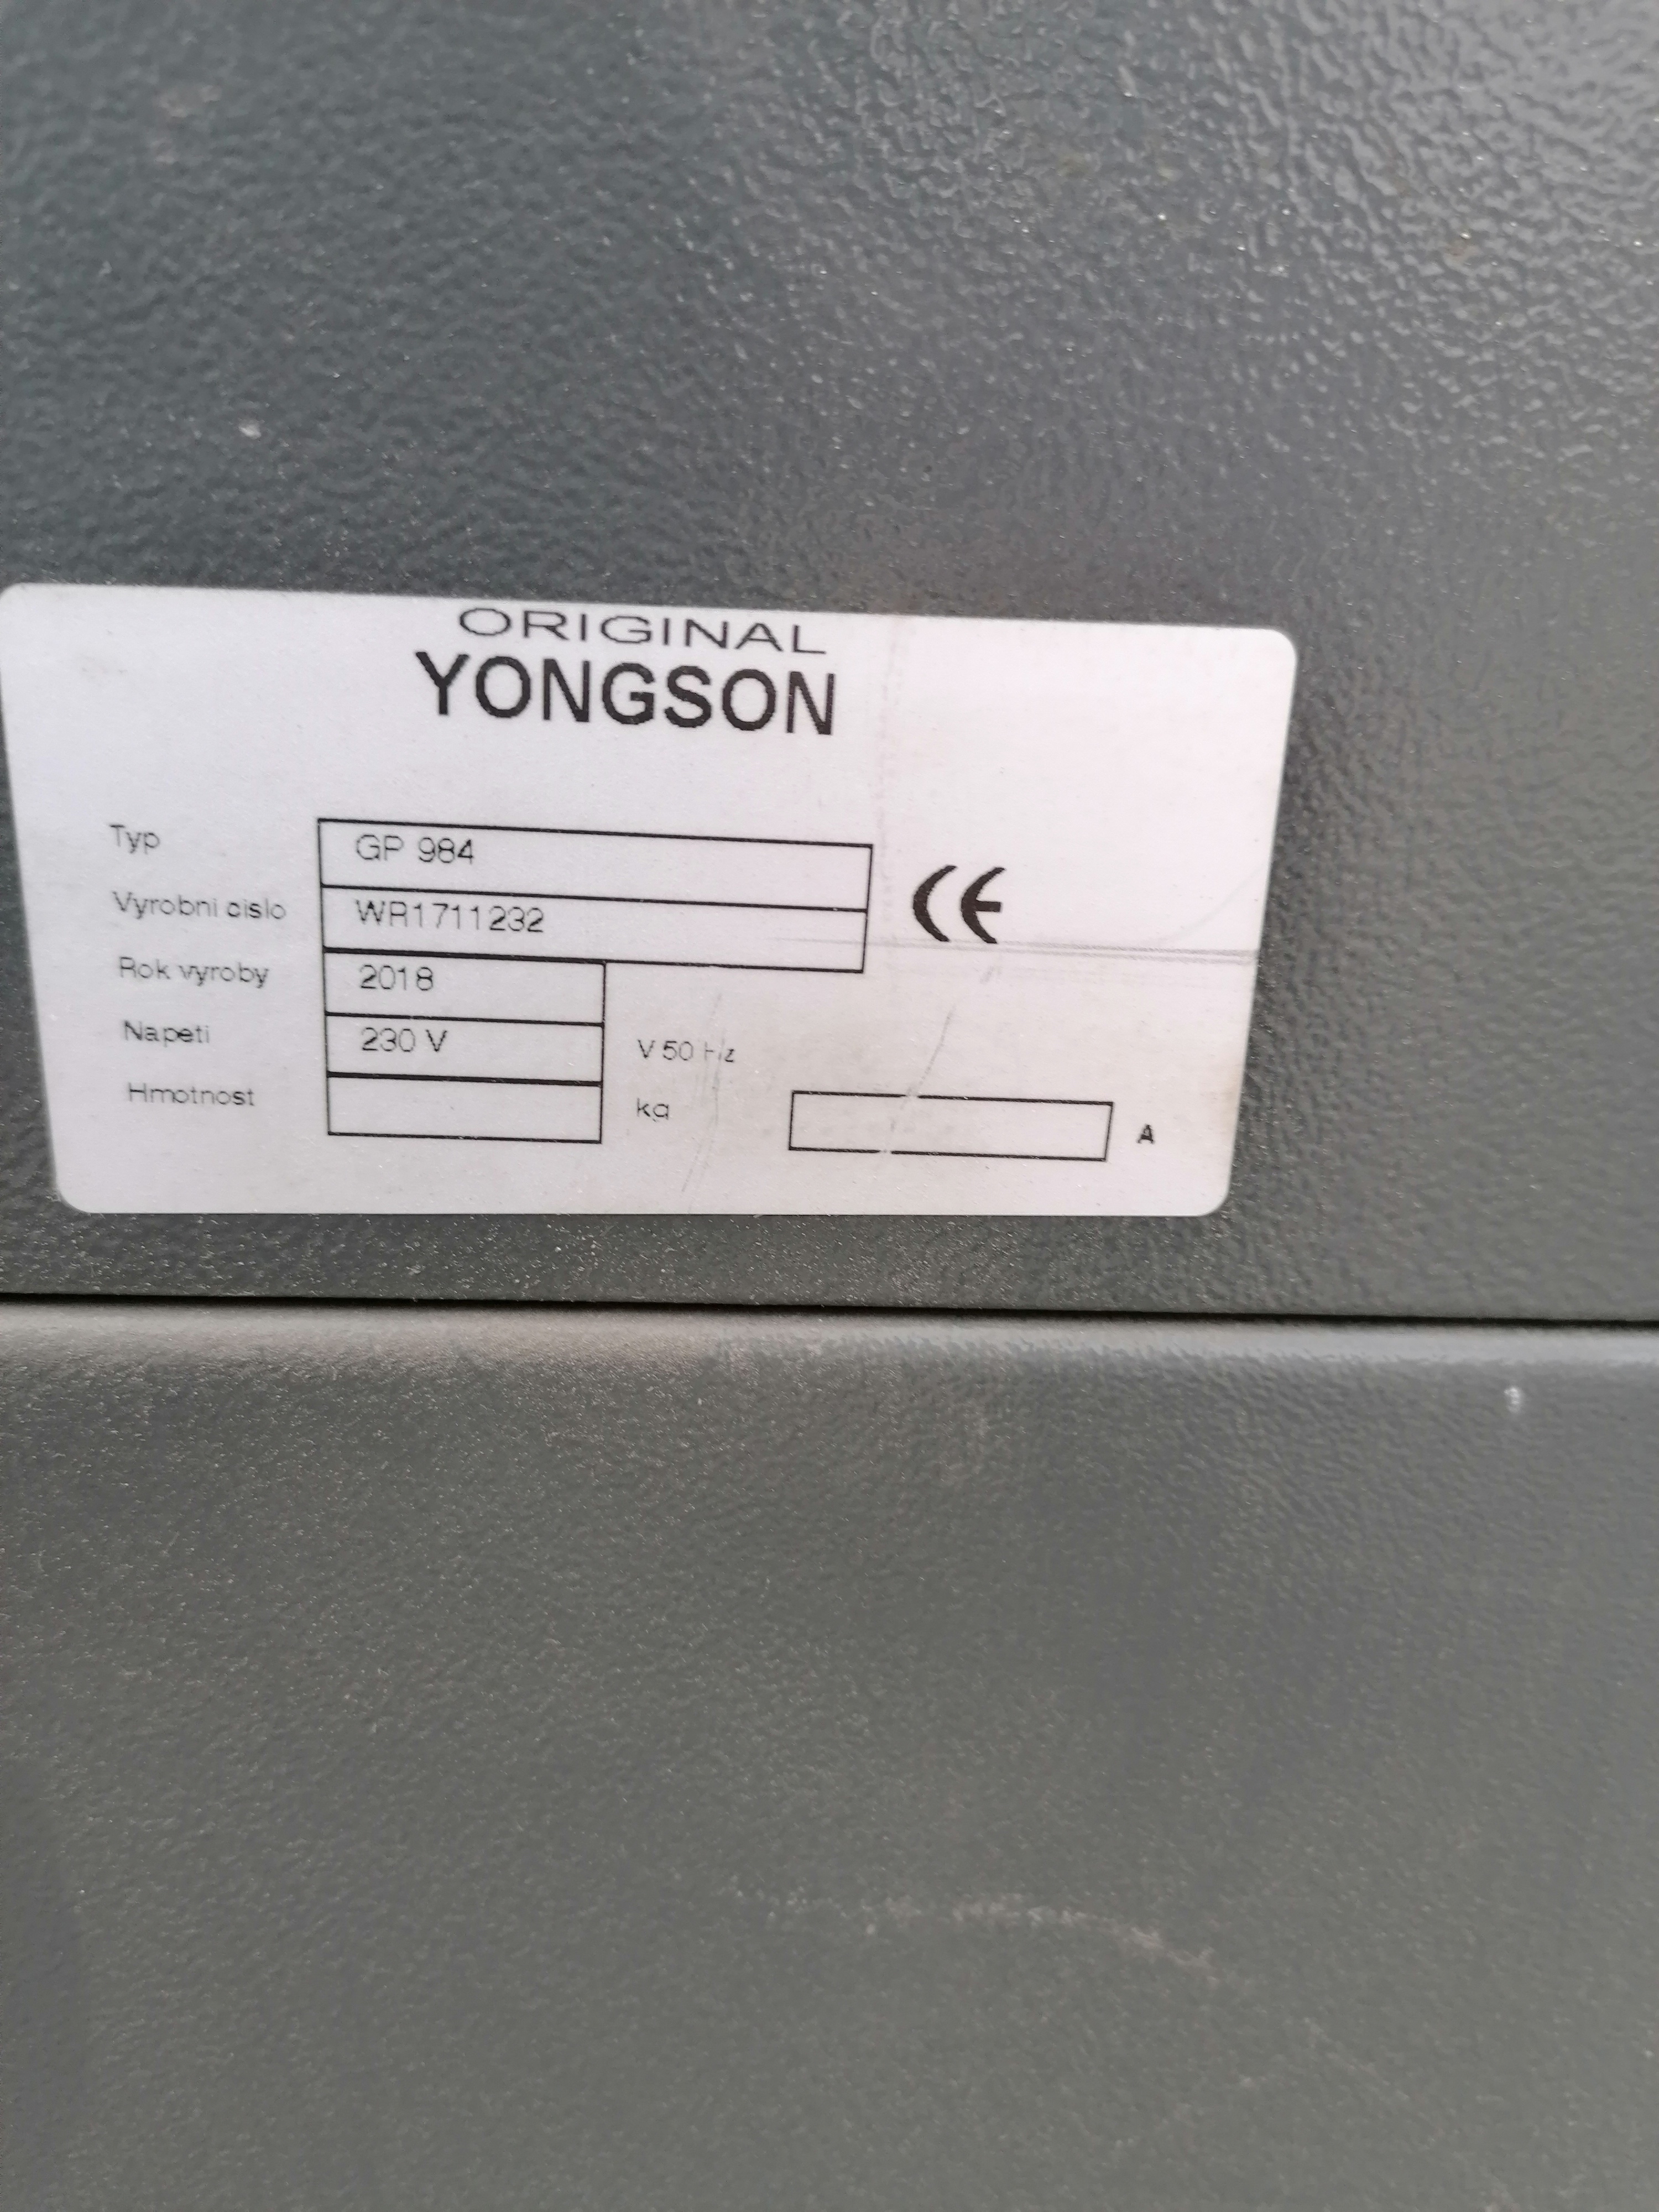 ORIGINAL
YONGSON
Typ GP 984
Vyrobni cislo WR1711232
CE
Rok vyroby 2018
Napeti 230 V V 50 Hz
Hmotnost kg A